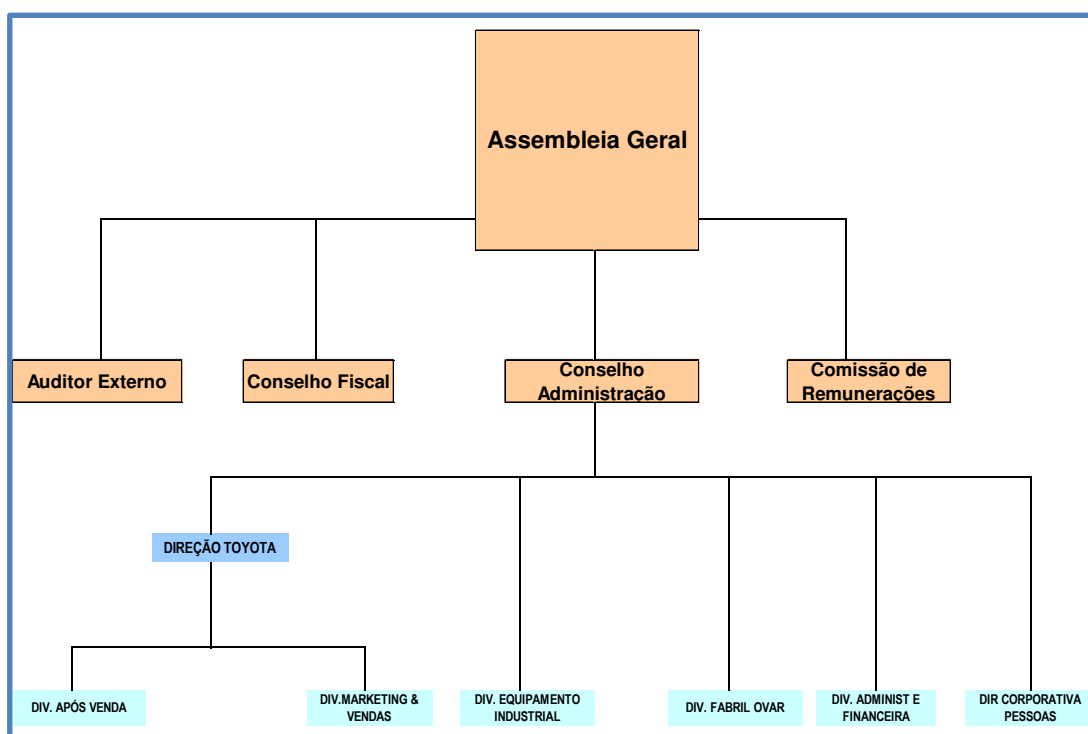 Assembleia Geral
Auditor Externo
Conselho Fiscal
Conselho
Administração
Comissão de
Remunerações
DIREÇÃO TOYOTA
DIV. APÓS VENDA
DIV.MARKETING &
VENDAS
DIV. EQUIPAMENTO
INDUSTRIAL
DIV. FABRIL OVAR
DIV. ADMINIST E
FINANCEIRA
DIR CORPORATIVA
PESSOAS